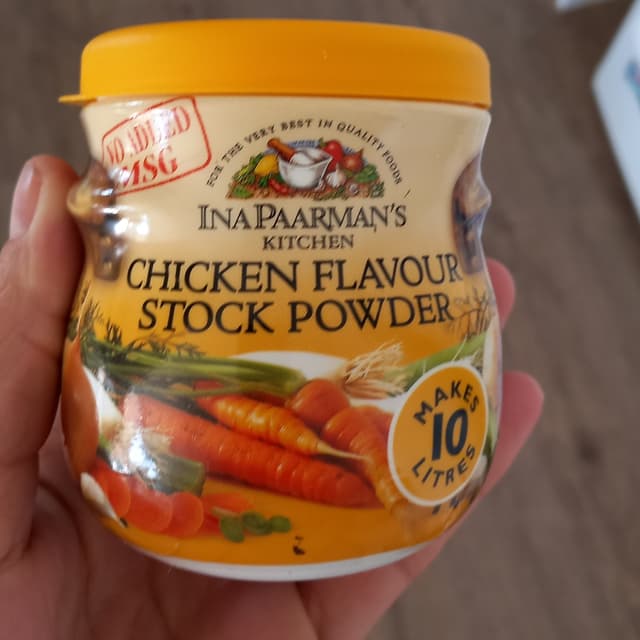 NO ADDED
MSG
FOR THE VERY BEST IN QUALITY FOODS
INA PAARMAN'S
KITCHEN
CHICKEN FLAVOUR
STOCK POWDER
MAKES
10
LITRES